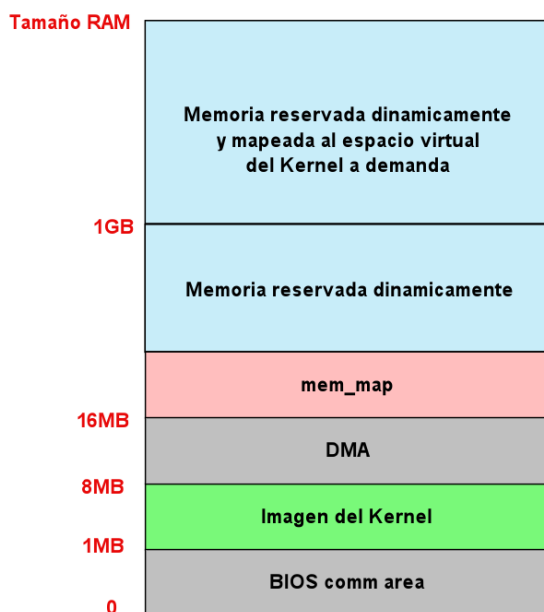 Tamaño RAM
Memoria reservada dinamicamente
y mapeada al espacio virtual
del Kernel a demanda
1GB
Memoria reservada dinamicamente
mem_map
16MB
DMA
8MB
Imagen del Kernel
1MB
BIOS comm area
0